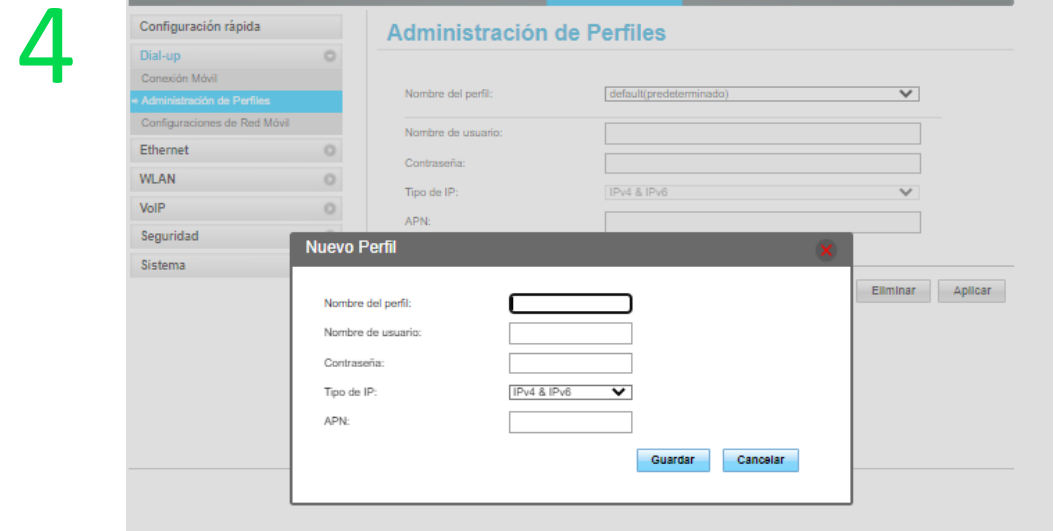 4
Configuración rápida
Dial-up
Conexión Móvil
Administración de Perfiles
Configuraciones de Red Móvil
Ethernet
WLAN
VoIP
Seguridad
Sistema
Administración de Perfiles
Nombre del perfil: default(predeterminado)
Nombre de usuario:
Contraseña:
Tipo de IP: IPv4 & IPv6
APN:
Eliminar Aplicar
Nuevo Perfil
Nombre del perfil:
Nombre de usuario:
Contraseña:
Tipo de IP: IPv4 & IPv6
APN:
Guardar Cancelar